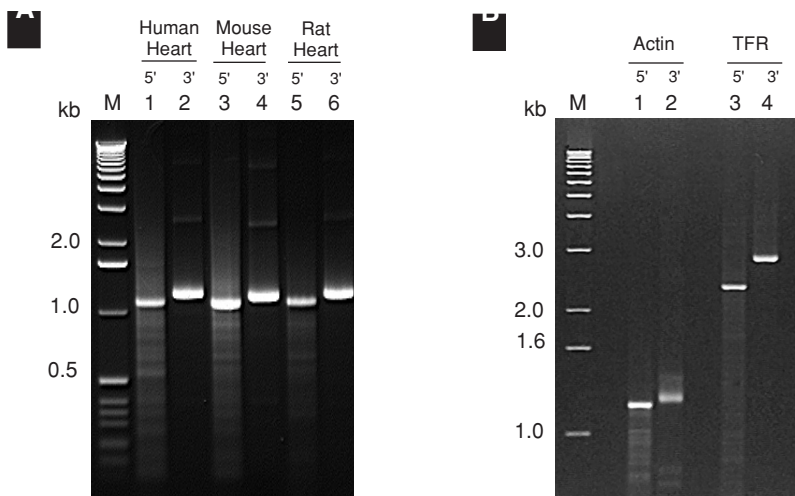 A
Human Mouse Rat
Heart Heart Heart
5' 3' 5' 3' 5' 3'
kb M 1 2 3 4 5 6
2.0
1.0
0.5
B
Actin TFR
5' 3' 5' 3'
kb M 1 2 3 4
3.0
2.0
1.6
1.0